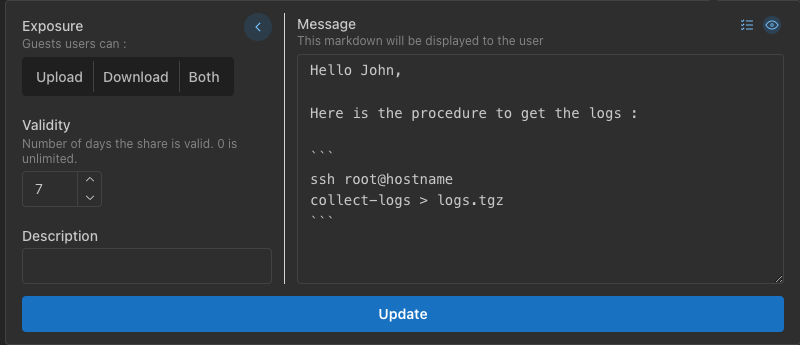 Exposure
Guests users can :
Upload Download Both
Validity
Number of days the share is valid. 0 is
unlimited.
7
Description
Message
This markdown will be displayed to the user
Hello John,
Here is the procedure to get the logs :
```
ssh root@hostname
collect-logs > logs.tgz
```
Update